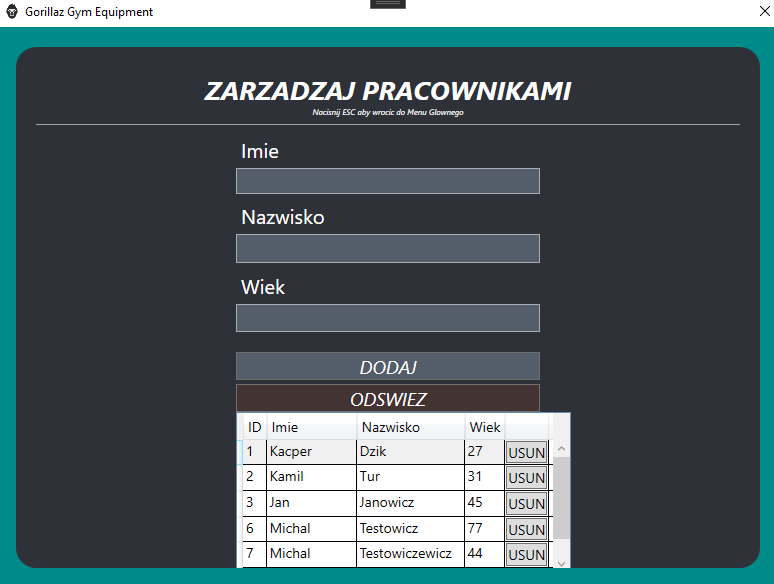 Gorillaz Gym Equipment
ZARZADZAJ PRACOWNIKAMI
Nacisnij ESC aby wrocic do Menu Glownego
Imie
Nazwisko
Wiek
DODAJ
ODSWIEZ
ID Imie Nazwisko Wiek
1 Kacper Dzik 27 USUN
2 Kamil Tur 31 USUN
3 Jan Janowicz 45 USUN
6 Michal Testowicz 77 USUN
7 Michal Testowiczewicz 44 USUN